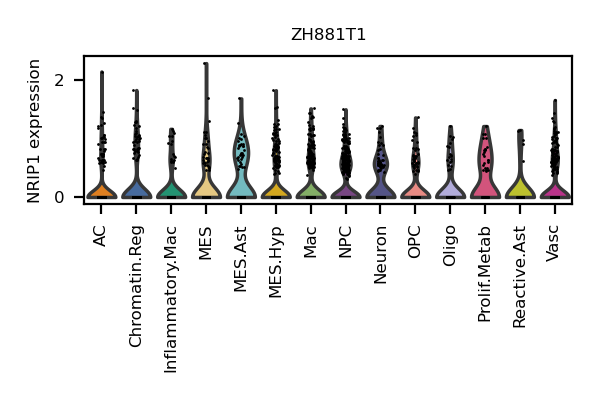 ZH881T1
NRIP1 expression
2
0
AC
Chromatin.Reg
Inflammatory.Mac
MES
MES.Ast
MES.Hyp
Mac
NPC
Neuron
OPC
Oligo
Prolif.Metab
Reactive.Ast
Vasc